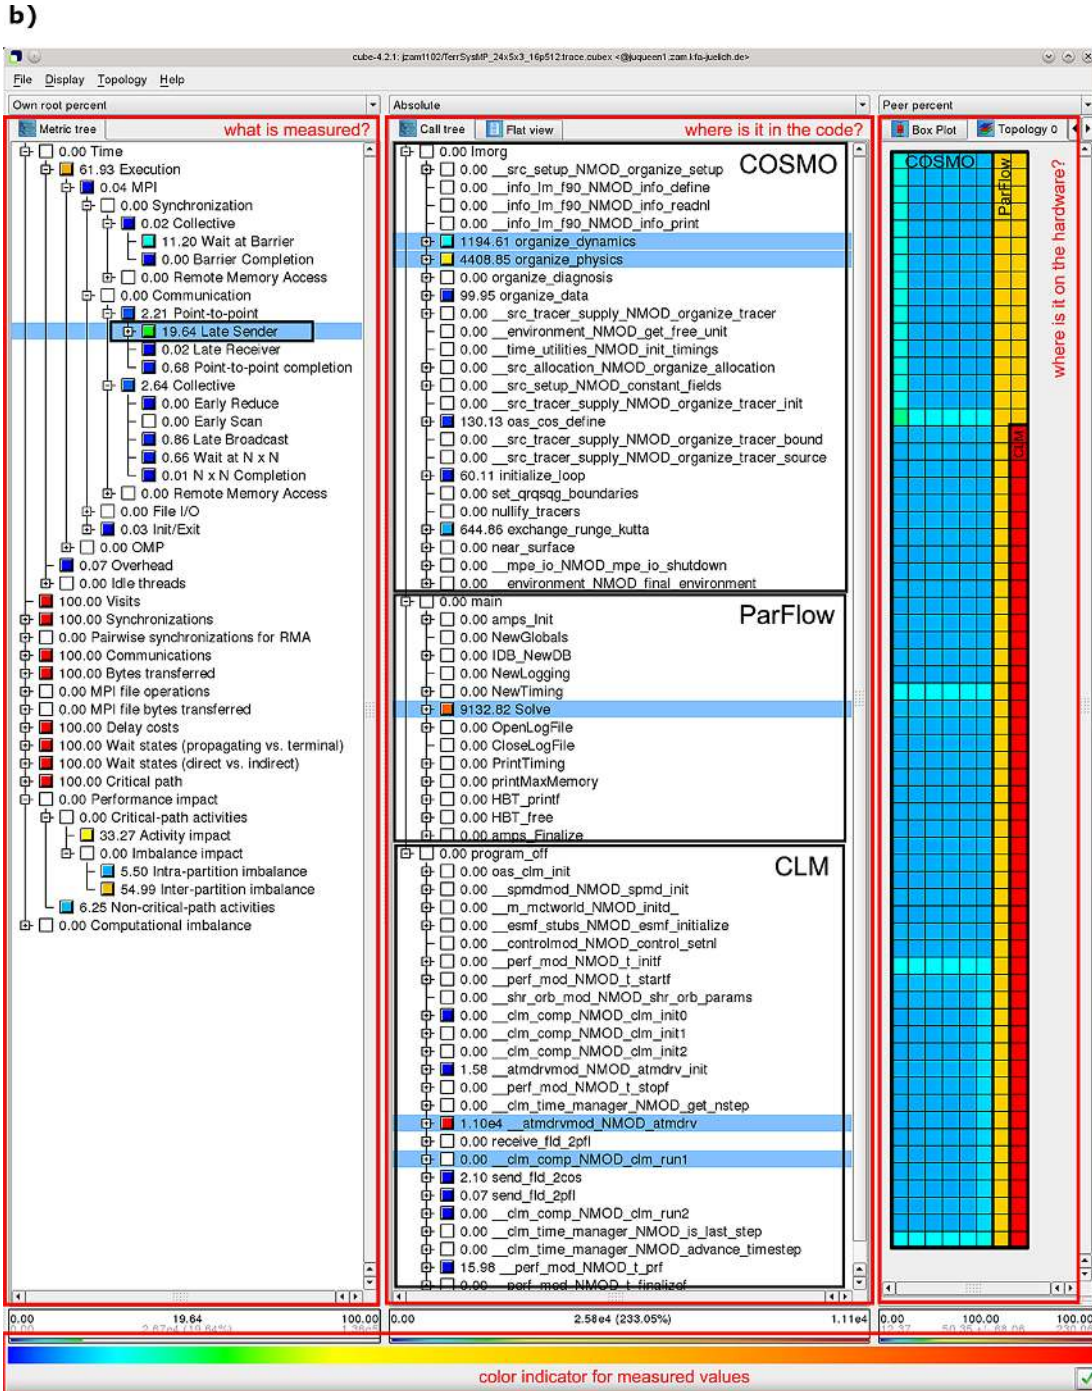 b)
cube-4.2.1: jzam1102/TerrSysMP_24x5x3_16p512.trace.cubex <@juqueen1.zam.kfa-juelich.de>
File Display Topology Help
Own root percent
Metric tree
what is measured?
0.00 Time
61.93 Execution
0.04 MPI
0.00 Synchronization
0.02 Collective
11.20 Wait at Barrier
0.00 Barrier Completion
0.00 Remote Memory Access
0.00 Communication
2.21 Point-to-point
19.64 Late Sender
0.02 Late Receiver
0.68 Point-to-point completion
2.64 Collective
0.00 Early Reduce
0.00 Early Scan
0.86 Late Broadcast
0.66 Wait at N x N
0.01 N x N Completion
0.00 Remote Memory Access
0.00 File I/O
0.03 Init/Exit
0.00 OMP
0.07 Overhead
0.00 Idle threads
100.00 Visits
100.00 Synchronizations
0.00 Pairwise synchronizations for RMA
100.00 Communications
100.00 Bytes transferred
0.00 MPI file operations
0.00 MPI file bytes transferred
100.00 Delay costs
100.00 Wait states (propagating vs. terminal)
100.00 Wait states (direct vs. indirect)
100.00 Critical path
0.00 Performance impact
0.00 Critical-path activities
33.27 Activity impact
0.00 Imbalance impact
5.50 Intra-partition imbalance
54.99 Inter-partition imbalance
6.25 Non-critical-path activities
0.00 Computational imbalance
0.00 19.64 100.00
Absolute
Call tree
Flat view
where is it in the code?
COSMO
0.00 lmorg
0.00 __src_setup_NMOD_organize_setup
0.00 __info_lm_f90_NMOD_info_define
0.00 __info_lm_f90_NMOD_info_readnl
0.00 __info_lm_f90_NMOD_info_print
1194.61 organize_dynamics
4408.85 organize_physics
0.00 organize_diagnosis
99.95 organize_data
0.00 __src_tracer_supply_NMOD_organize_tracer
0.00 __environment_NMOD_get_free_unit
0.00 __time_utilities_NMOD_init_timings
0.00 __src_allocation_NMOD_organize_allocation
0.00 __src_setup_NMOD_constant_fields
0.00 __src_tracer_supply_NMOD_organize_tracer_init
130.13 oas_cos_define
0.00 __src_tracer_supply_NMOD_organize_tracer_bound
0.00 __src_tracer_supply_NMOD_organize_tracer_source
60.11 initialize_loop
0.00 set_qrqsqg_boundaries
0.00 nullify_tracers
644.86 exchange_runge_kutta
0.00 near_surface
0.00 __mpe_io_NMOD_mpe_io_shutdown
0.00 __environment_NMOD_final_environment
ParFlow
0.00 main
0.00 amps_Init
0.00 NewGlobals
0.00 IDB_NewDB
0.00 NewLogging
0.00 NewTiming
9132.82 Solve
0.00 OpenLogFile
0.00 CloseLogFile
0.00 PrintTiming
0.00 printMaxMemory
0.00 HBT_printf
0.00 HBT_free
0.00 amps_Finalize
CLM
0.00 program_off
0.00 oas_clm_init
0.00 __spmdmod_NMOD_spmd_init
0.00 __m_mctworld_NMOD_initd_
0.00 __esmf_stubs_NMOD_esmf_initialize
0.00 __controlmod_NMOD_control_setnl
0.00 __perf_mod_NMOD_t_initf
0.00 __perf_mod_NMOD_t_startf
0.00 __shr_orb_mod_NMOD_shr_orb_params
0.00 __clm_comp_NMOD_clm_init0
0.00 __clm_comp_NMOD_clm_init1
0.00 __clm_comp_NMOD_clm_init2
1.58 __atmdrvmod_NMOD_atmdrv_init
0.00 __perf_mod_NMOD_t_stopf
0.00 __clm_time_manager_NMOD_get_nstep
1.10e4 __atmdrvmod_NMOD_atmdrv
0.00 receive_fld_2pfl
0.00 __clm_comp_NMOD_clm_run1
2.10 send_fld_2cos
0.07 send_fld_2pfl
0.00 __clm_comp_NMOD_clm_run2
0.00 __clm_time_manager_NMOD_is_last_step
0.00 __clm_time_manager_NMOD_advance_timestep
15.98 __perf_mod_NMOD_t_prf
0.00 __perf_mod_NMOD_t_finalizef
0.00 2.58e4 (233.05%) 1.11e4
Peer percent
Box Plot
Topology 0
COSMO
ParFlow
CLM
where is it on the hardware?
0.00 100.00 100.00
color indicator for measured values